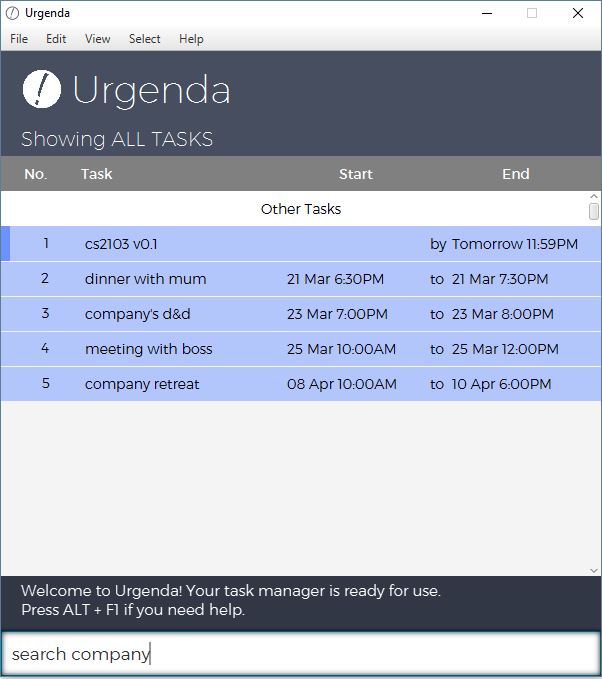 Urgenda
File Edit View Select Help
Urgenda
Showing ALL TASKS
No. Task Start End
Other Tasks
1 cs2103 v0.1 by Tomorrow 11:59PM
2 dinner with mum 21 Mar 6:30PM to 21 Mar 7:30PM
3 company's d&d 23 Mar 7:00PM to 23 Mar 8:00PM
4 meeting with boss 25 Mar 10:00AM to 25 Mar 12:00PM
5 company retreat 08 Apr 10:00AM to 10 Apr 6:00PM
Welcome to Urgenda! Your task manager is ready for use.
Press ALT + F1 if you need help.
search company